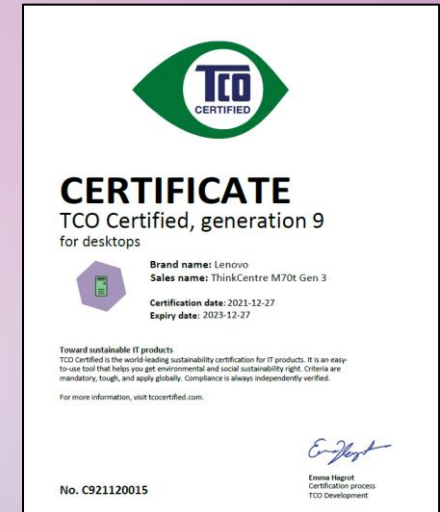 TCO
CERTIFIED
CERTIFICATE
TCO Certified, generation 9
for desktops
Brand name: Lenovo
Sales name: ThinkCentre M70t Gen 3
Certification date: 2021-12-27
Expiry date: 2023-12-27
Toward sustainable IT products
TCO Certified is the world-leading sustainability certification for IT products. It is an easy-
to-use tool that helps you get environmental and social sustainability right. Criteria are
mandatory, tough, and apply globally. Compliance is always independently verified.
For more information, visit tcocertified.com.
Emma Hagrot
Certification process
TCO Development
No. C921120015